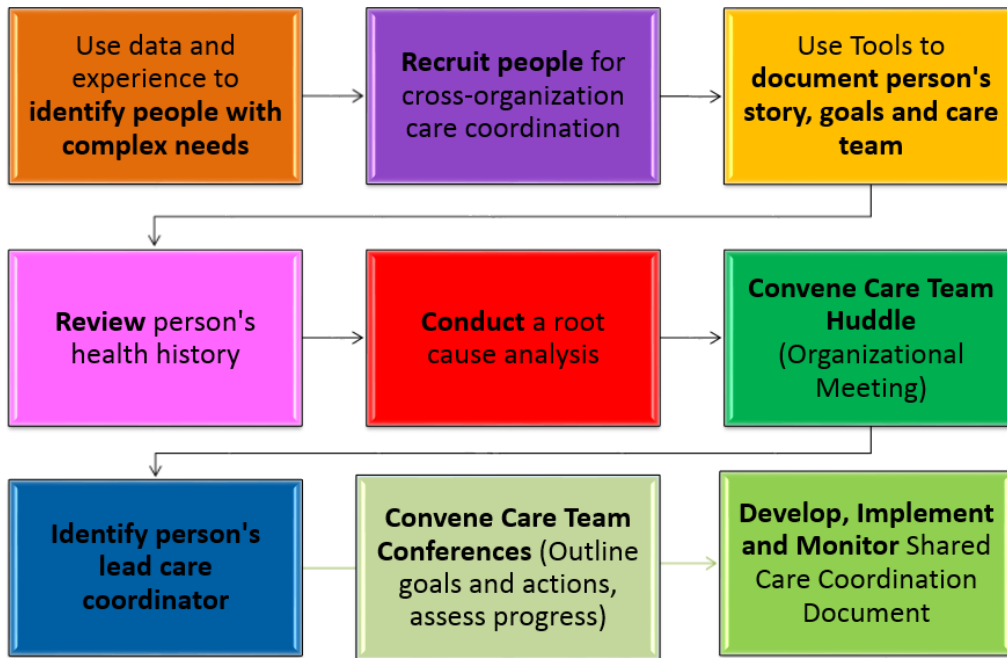 Use data and
experience to
identify people with
complex needs
Recruit people for
cross-organization
care coordination
Use Tools to
document person's
story, goals and care
team
Review person's
health history
Conduct a root
cause analysis
Convene Care Team
Huddle
(Organizational
Meeting)
Identify person's
lead care
coordinator
Convene Care Team
Conferences (Outline
goals and actions,
assess progress)
Develop, Implement
and Monitor Shared
Care Coordination
Document